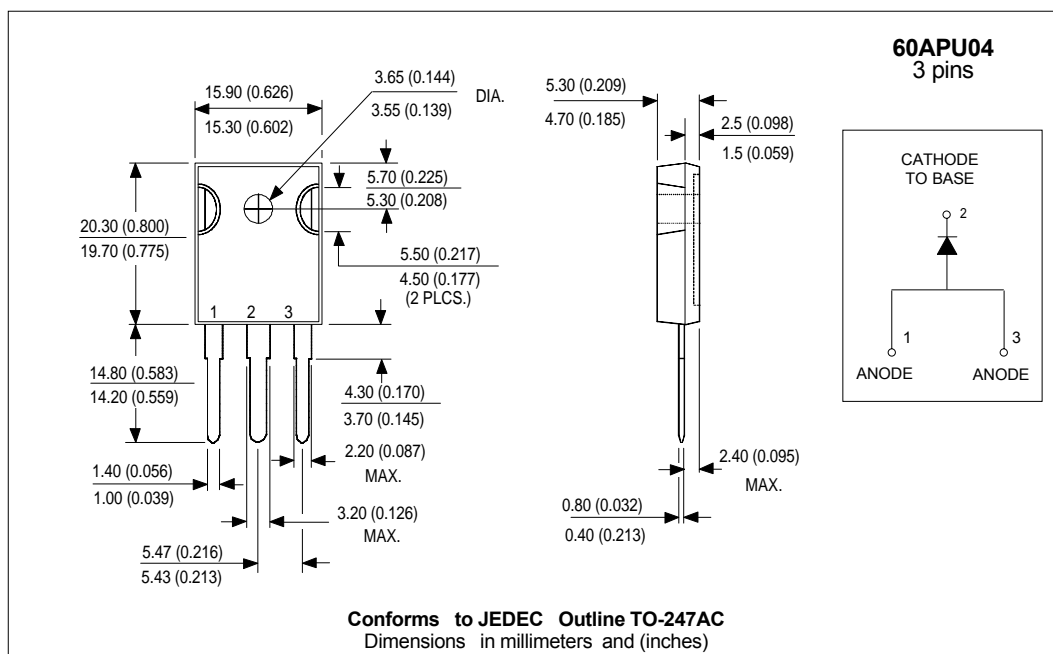 60APU04
3 pins
15.90 (0.626)
15.30 (0.602)
3.65 (0.144)
3.55 (0.139)
DIA.
5.30 (0.209)
4.70 (0.185)
2.5 (0.098)
1.5 (0.059)
5.70 (0.225)
5.30 (0.208)
20.30 (0.800)
19.70 (0.775)
5.50 (0.217)
4.50 (0.177)
(2 PLCS.)
1 2 3
14.80 (0.583)
14.20 (0.559)
4.30 (0.170)
3.70 (0.145)
2.20 (0.087)
MAX.
1.40 (0.056)
1.00 (0.039)
3.20 (0.126)
MAX.
5.47 (0.216)
5.43 (0.213)
2.40 (0.095)
MAX.
0.80 (0.032)
0.40 (0.213)
CATHODE
TO BASE
2
1
3
ANODE
ANODE
Conforms to JEDEC Outline TO-247AC
Dimensions in millimeters and (inches)